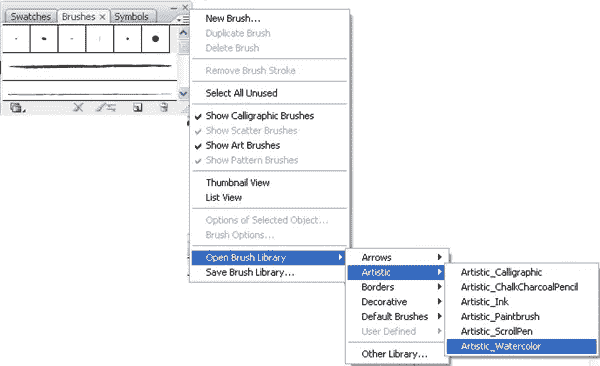 Swatches Brushes × Symbols
New Brush...
Duplicate Brush
Delete Brush
Remove Brush Stroke
Select All Unused
Show Calligraphic Brushes
Show Scatter Brushes
Show Art Brushes
Show Pattern Brushes
Thumbnail View
List View
Options of Selected Object...
Brush Options...
Open Brush Library
Save Brush Library...
Arrows
Artistic
Borders
Decorative
Default Brushes
User Defined
Other Library...
Artistic_Calligraphic
Artistic_ChalkCharcoalPencil
Artistic_Ink
Artistic_Paintbrush
Artistic_ScrollPen
Artistic_Watercolor